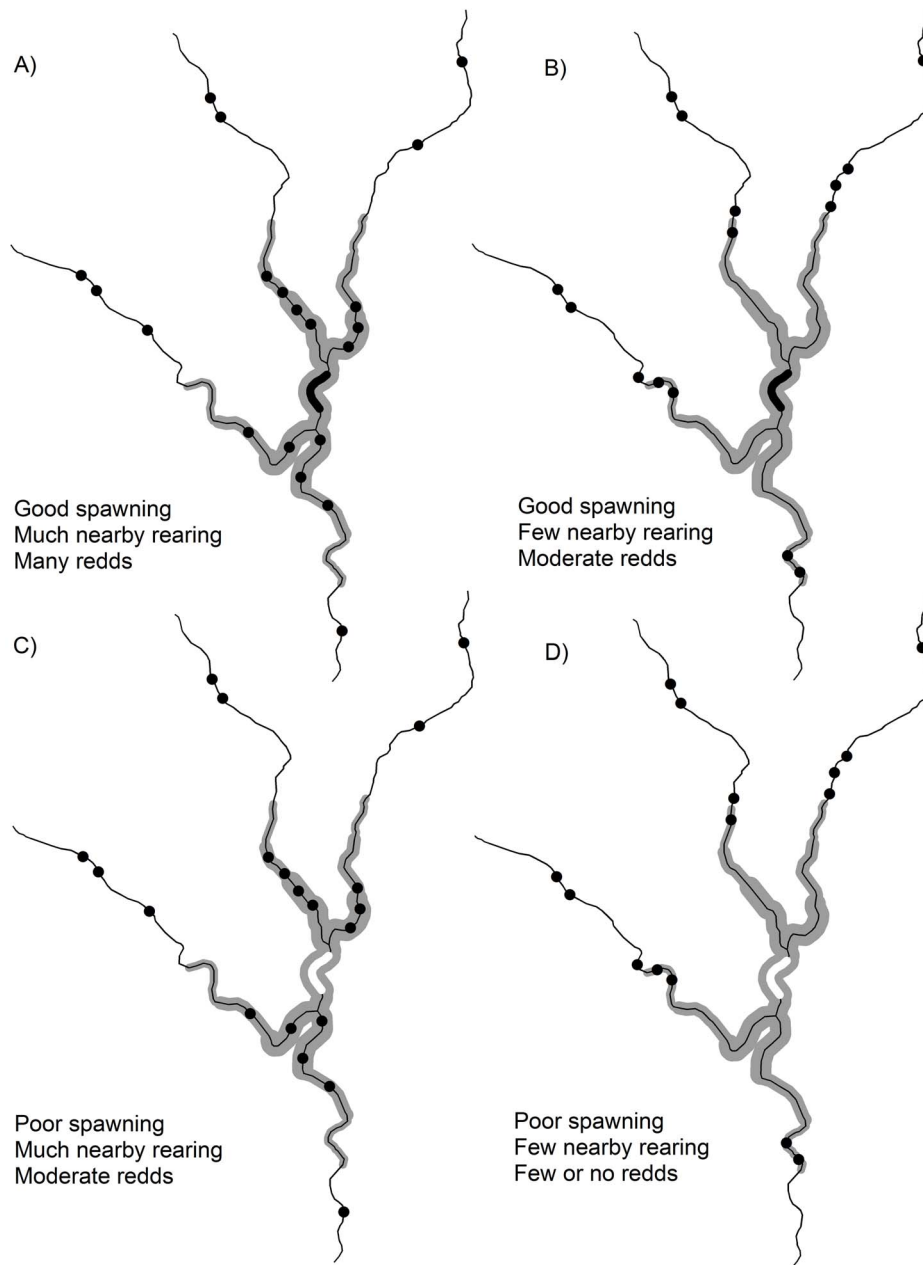 A)
Good spawning
Much nearby rearing
Many redds
B)
Good spawning
Few nearby rearing
Moderate redds
C)
Poor spawning
Much nearby rearing
Moderate redds
D)
Poor spawning
Few nearby rearing
Few or no redds